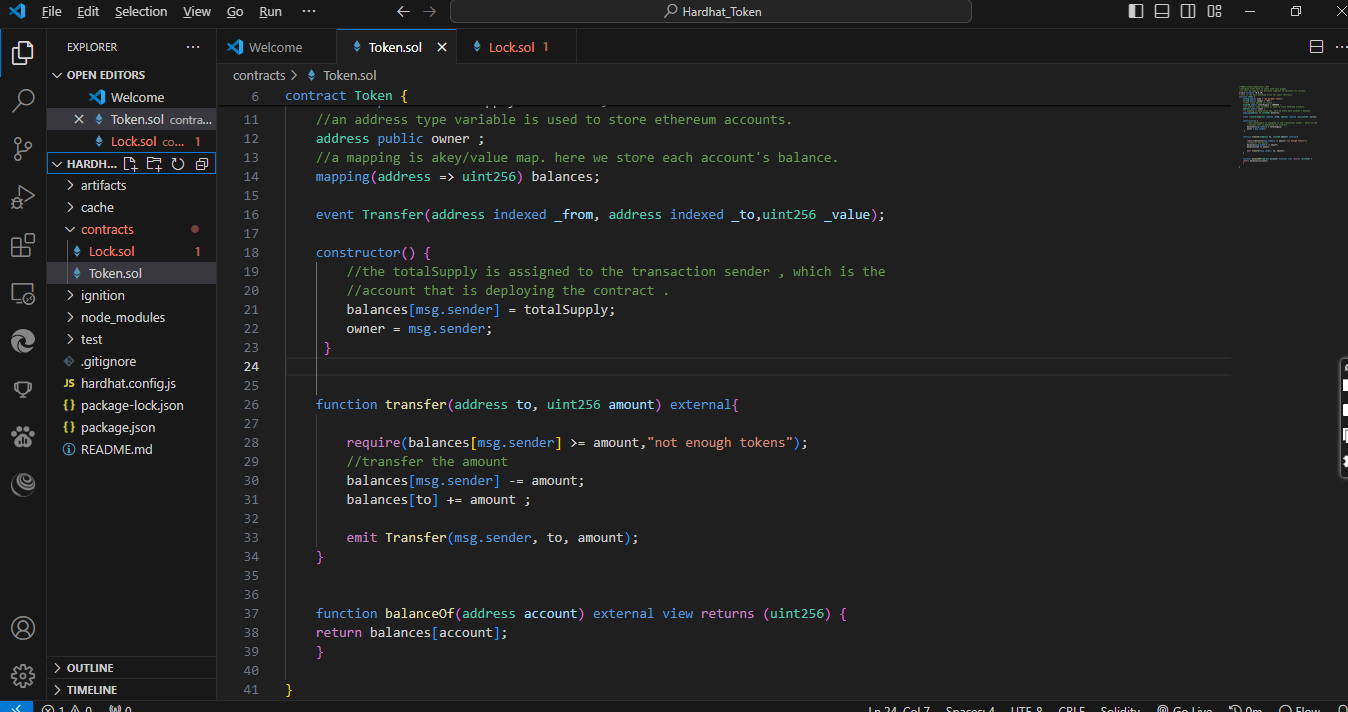 File Edit Selection View Go Run ··· Hardhat_Token
EXPLORER ···
OPEN EDITORS
Welcome
Token.sol contra...
Lock.sol co... 1
HARDH...
artifacts
cache
contracts
Lock.sol 1
Token.sol
ignition
node_modules
test
.gitignore
JS hardhat.config.js
{} package-lock.json
{} package.json
README.md
OUTLINE
TIMELINE
Welcome Token.sol Lock.sol 1
contracts > Token.sol
6 contract Token {
11 //an address type variable is used to store ethereum accounts.
12 address public owner ;
13 //a mapping is akey/value map. here we store each account's balance.
14 mapping(address => uint256) balances;
15
16 event Transfer(address indexed _from, address indexed _to,uint256 _value);
17
18 constructor() {
19 //the totalSupply is assigned to the transaction sender , which is the
20 //account that is deploying the contract .
21 balances[msg.sender] = totalSupply;
22 owner = msg.sender;
23 }
24
25
26 function transfer(address to, uint256 amount) external{
27
28 require(balances[msg.sender] >= amount,"not enough tokens");
29 //transfer the amount
30 balances[msg.sender] -= amount;
31 balances[to] += amount ;
32
33 emit Transfer(msg.sender, to, amount);
34 }
35
36
37 function balanceOf(address account) external view returns (uint256) {
38 return balances[account];
39 }
40
41 }
1 0 0 Ln 24, Col 7 Spaces: 4 UTF-8 CRLF Solidity Go Live 0m Flow